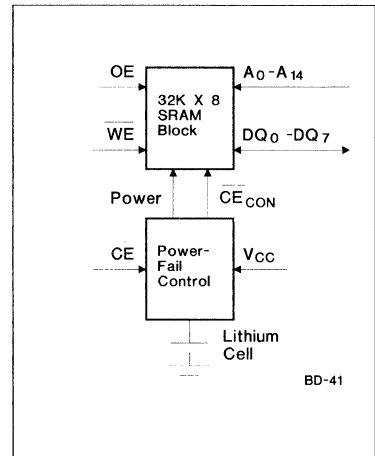 OE
A0-A14
32K X 8
SRAM
Block
WE
DQ0-DQ7
Power
CECON
CE
Power-
Fail
Control
VCC
Lithium
Cell
BD-41